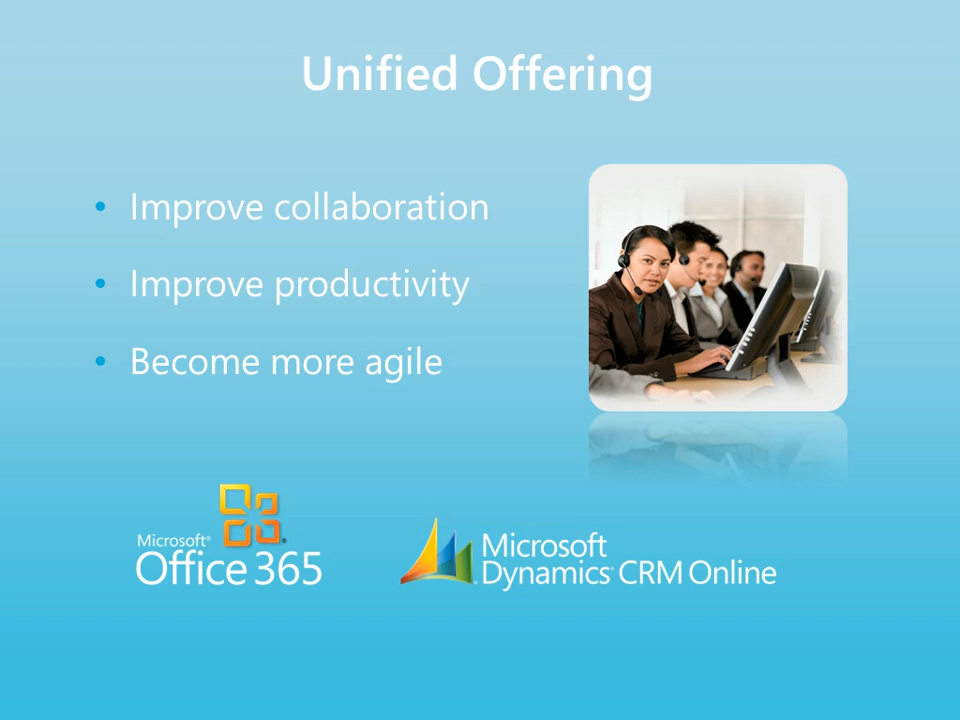 Unified Offering
• Improve collaboration
• Improve productivity
• Become more agile
Microsoft®
Office 365
Microsoft
Dynamics CRM Online